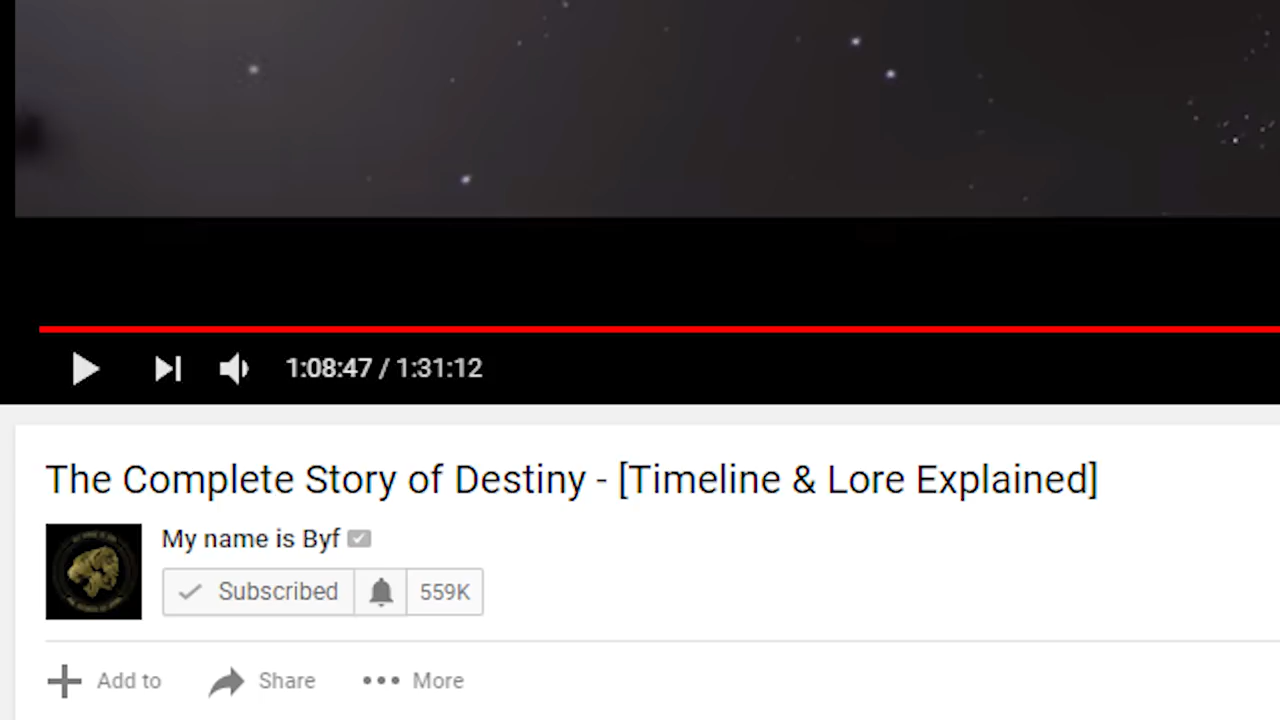 1:08:47 / 1:31:12
The Complete Story of Destiny - [Timeline & Lore Explained]
My name is Byf
Subscribed 559K
Add to Share More